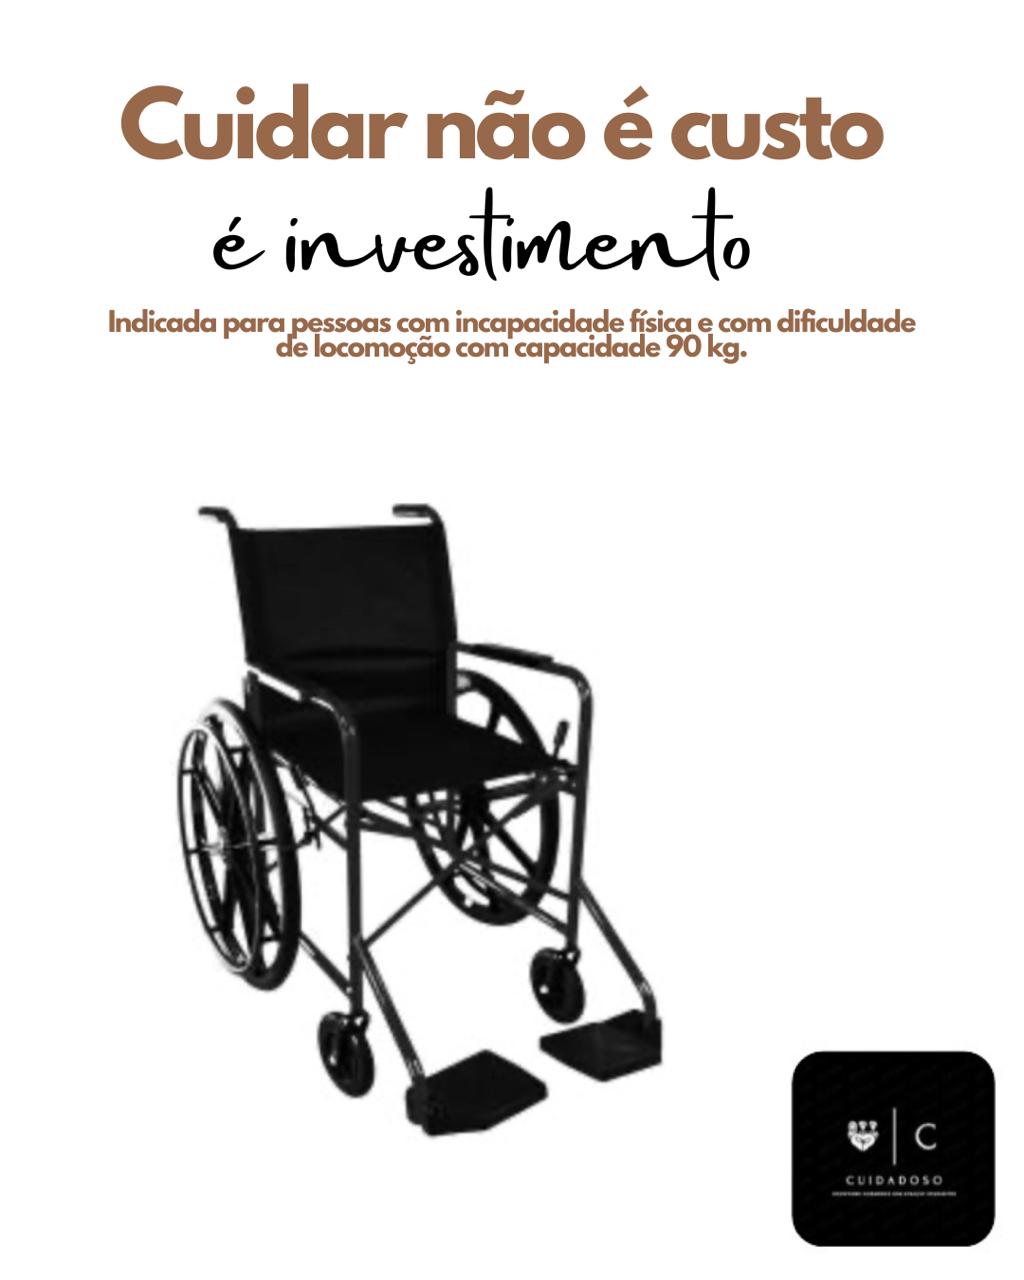 Cuidar não é custo
é investimento
Indicada para pessoas com incapacidade física e com dificuldade
de locomoção com capacidade 90 kg.
C
CUIDADOSO